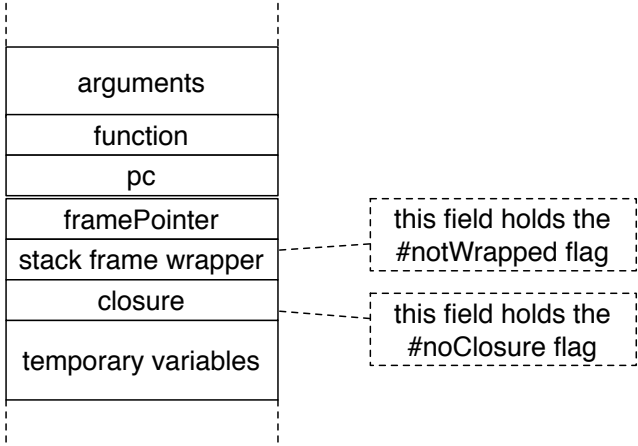 arguments
function
pc
framePointer
stack frame wrapper
closure
temporary variables
this field holds the
#notWrapped flag
this field holds the
#noClosure flag